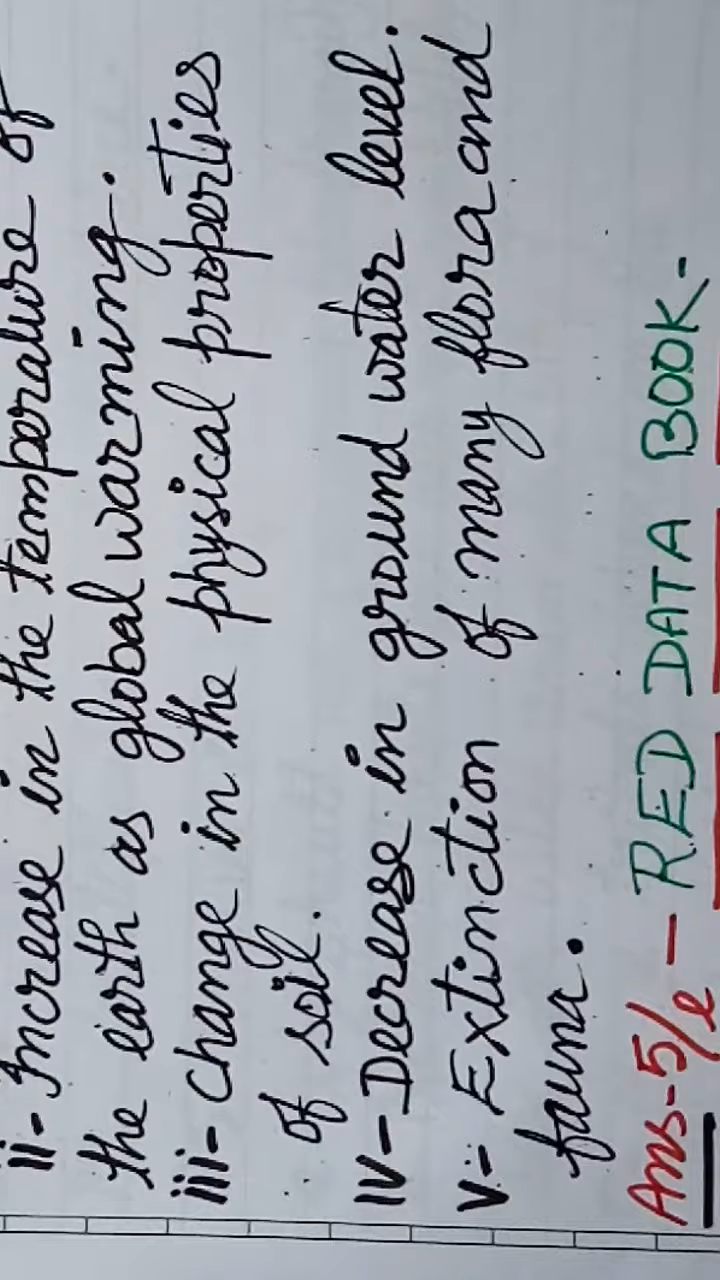 ii- Increase in the temperature of
the earth as global warming.
iii- change in the physical properties
of soil.
IV- Decrease in ground water level.
V- Extinction of many flora and
fauna.
Ans-5/e - RED DATA BOOK-